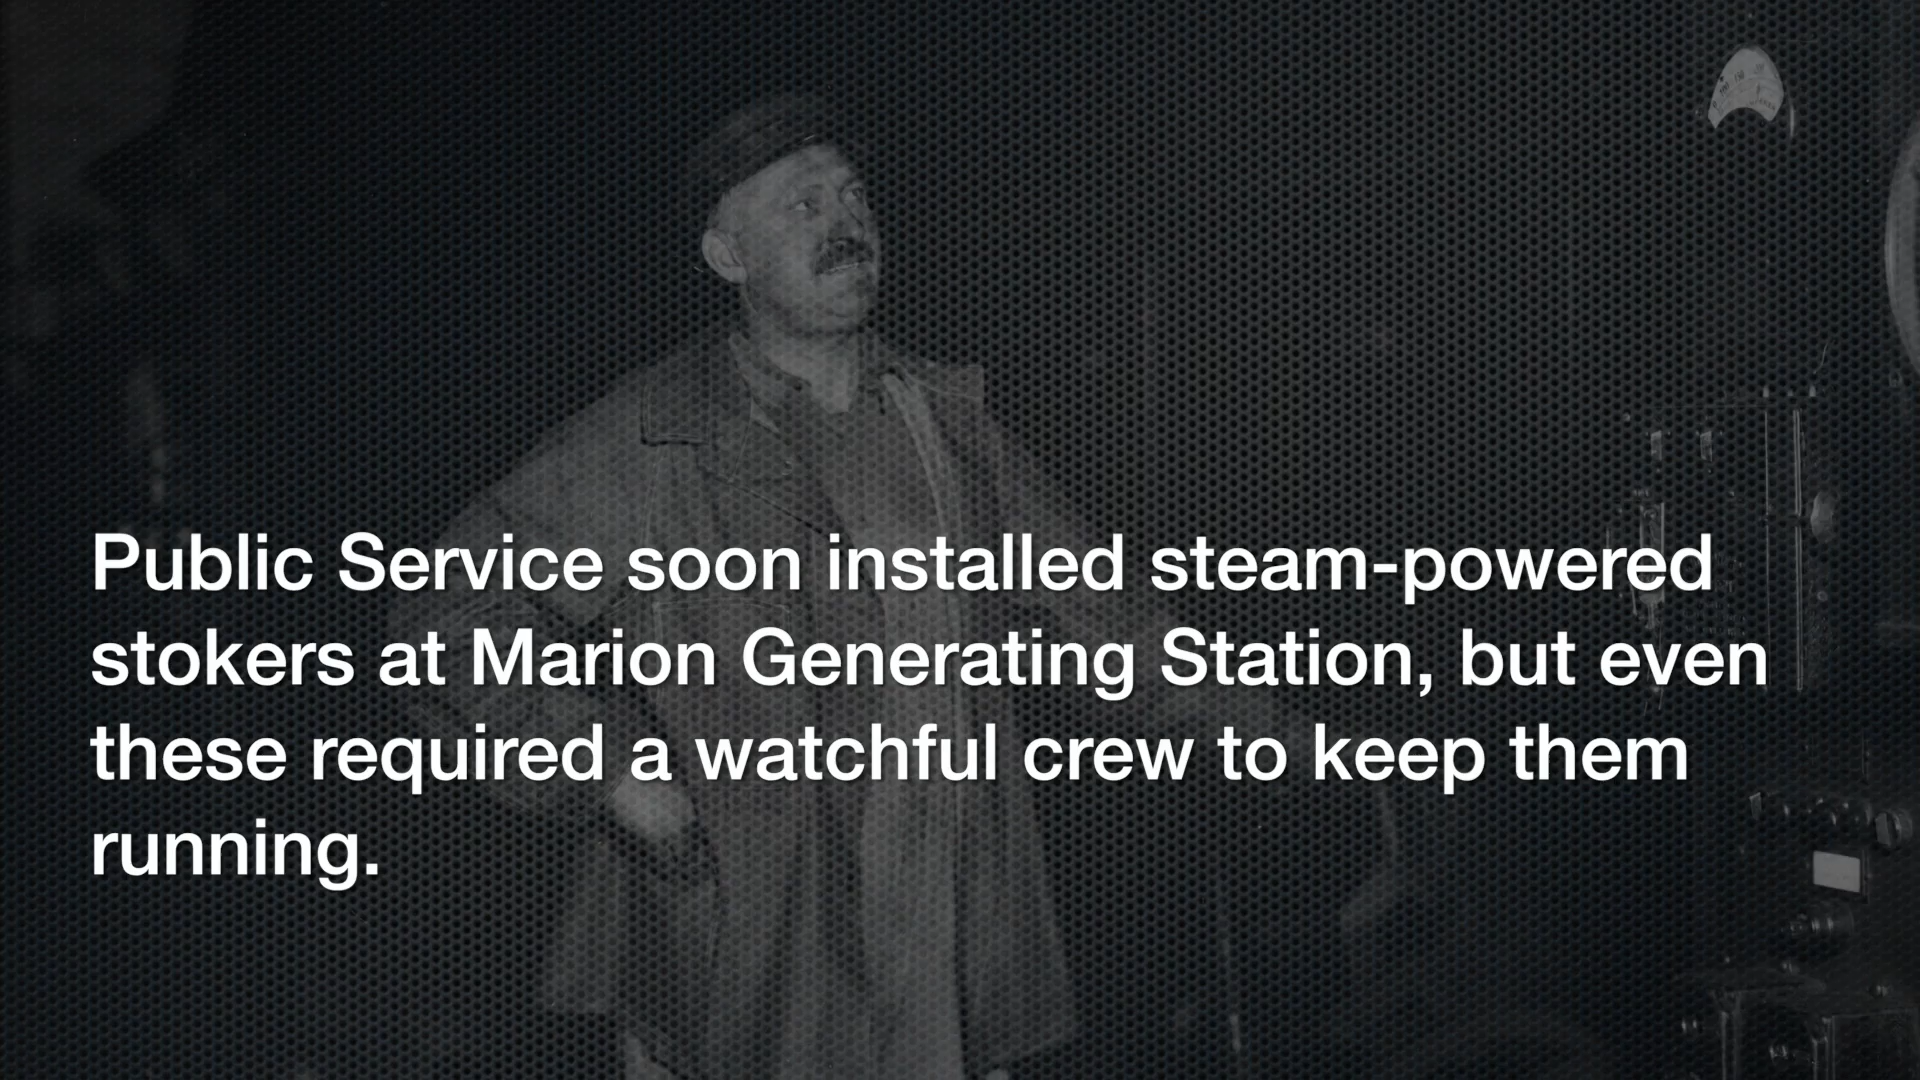 Public Service soon installed steam-powered
stokers at Marion Generating Station, but even
these required a watchful crew to keep them
running.